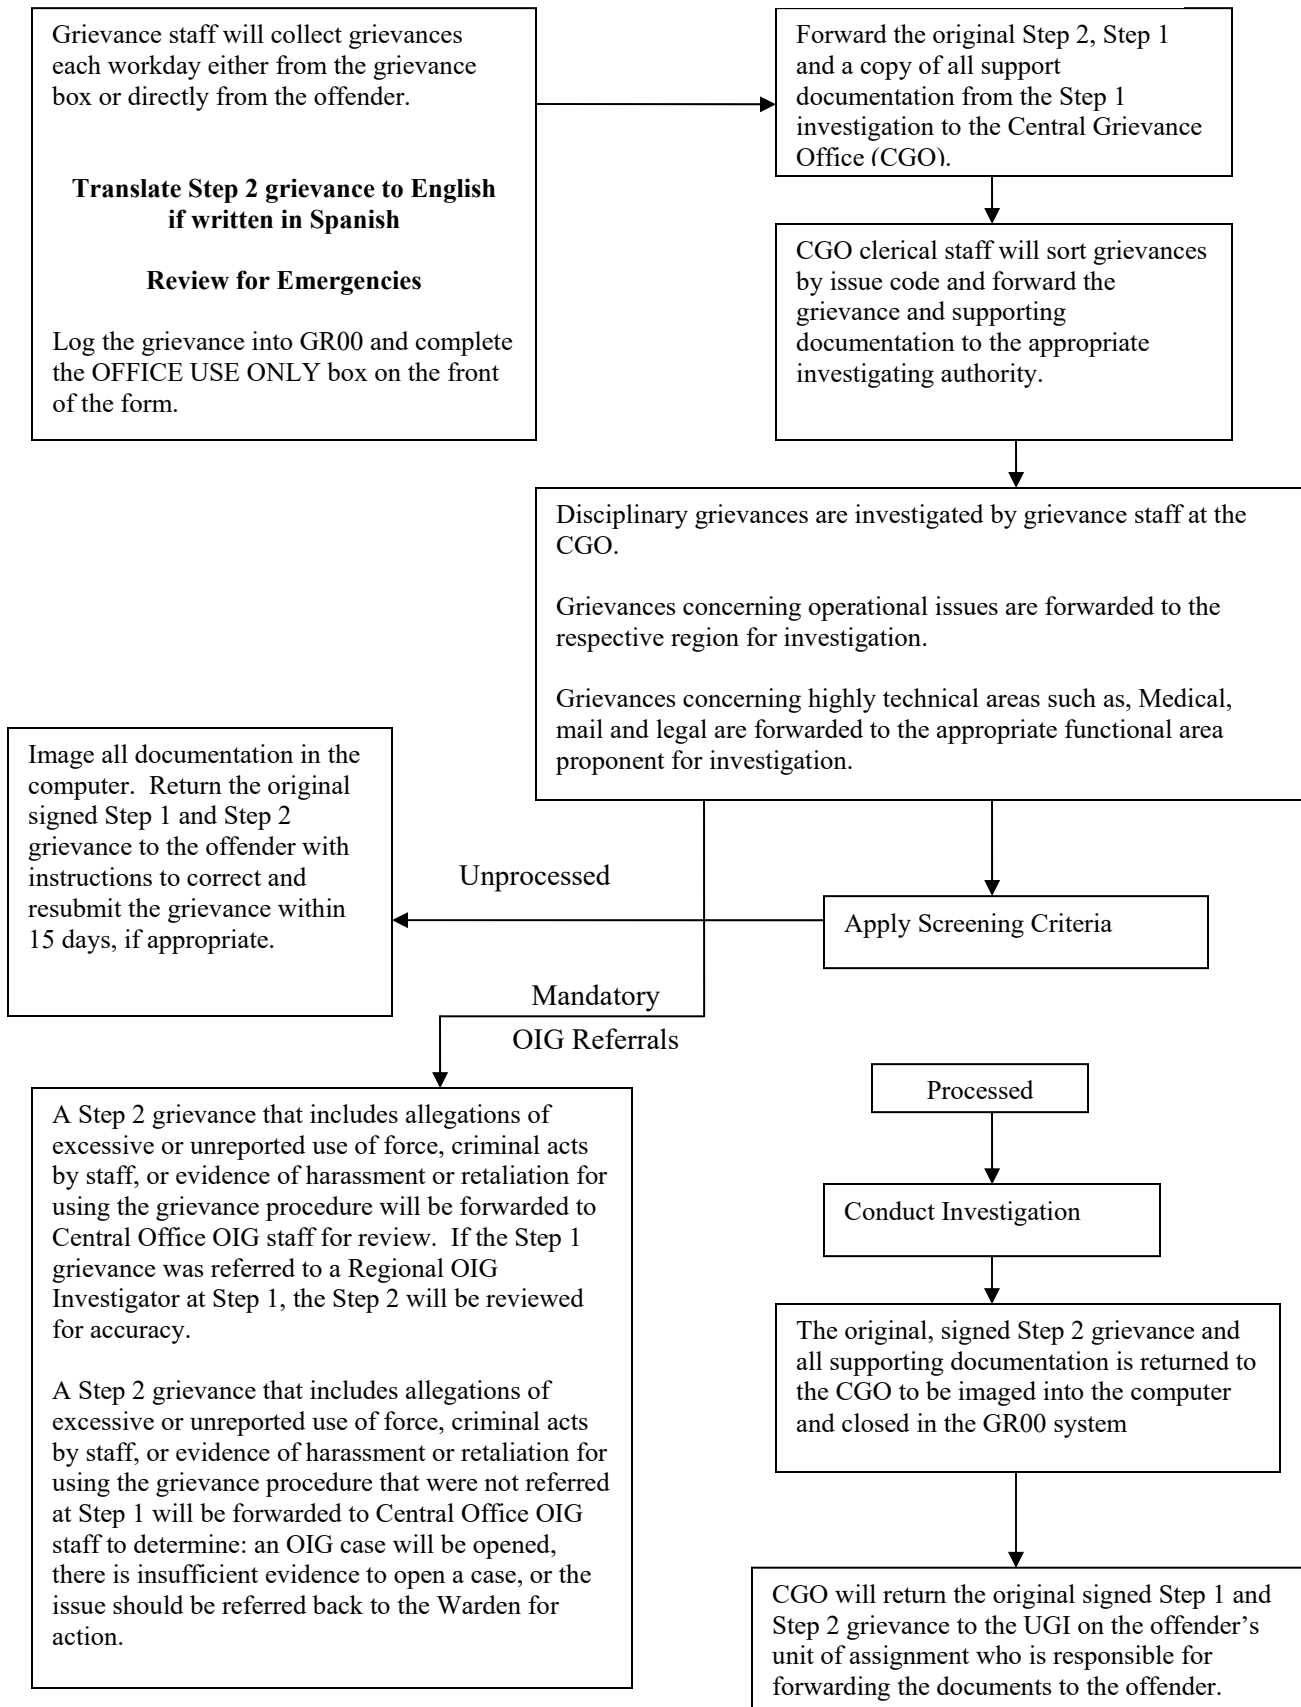 Grievance staff will collect grievances
each workday either from the grievance
box or directly from the offender.
Translate Step 2 grievance to English
if written in Spanish
Review for Emergencies
Log the grievance into GR00 and complete
the OFFICE USE ONLY box on the front
of the form.
Forward the original Step 2, Step 1
and a copy of all support
documentation from the Step 1
investigation to the Central Grievance
Office (CGO).
CGO clerical staff will sort grievances
by issue code and forward the
grievance and supporting
documentation to the appropriate
investigating authority.
Disciplinary grievances are investigated by grievance staff at the
CGO.
Grievances concerning operational issues are forwarded to the
respective region for investigation.
Grievances concerning highly technical areas such as, Medical,
mail and legal are forwarded to the appropriate functional area
proponent for investigation.
Image all documentation in the
computer.  Return the original
signed Step 1 and Step 2
grievance to the offender with
instructions to correct and
resubmit the grievance within
15 days, if appropriate.
Unprocessed
Apply Screening Criteria
Mandatory
OIG Referrals
A Step 2 grievance that includes allegations of
excessive or unreported use of force, criminal acts
by staff, or evidence of harassment or retaliation for
using the grievance procedure will be forwarded to
Central Office OIG staff for review.  If the Step 1
grievance was referred to a Regional OIG
Investigator at Step 1, the Step 2 will be reviewed
for accuracy.
A Step 2 grievance that includes allegations of
excessive or unreported use of force, criminal acts
by staff, or evidence of harassment or retaliation for
using the grievance procedure that were not referred
at Step 1 will be forwarded to Central Office OIG
staff to determine: an OIG case will be opened,
there is insufficient evidence to open a case, or the
issue should be referred back to the Warden for
action.
Processed
Conduct Investigation
The original, signed Step 2 grievance and
all supporting documentation is returned to
the CGO to be imaged into the computer
and closed in the GR00 system
CGO will return the original signed Step 1 and
Step 2 grievance to the UGI on the offender’s
unit of assignment who is responsible for
forwarding the documents to the offender.